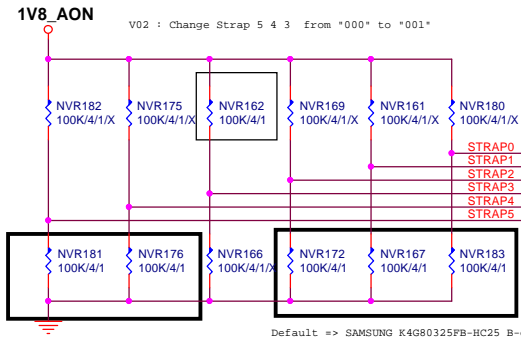 1V8_AON
V02 : Change Strap 5 4 3 from "000" to "001"
NVR182
100K/4/1/X
NVR175
100K/4/1/X
NVR162
100K/4/1
NVR169
100K/4/1/X
NVR161
100K/4/1/X
NVR180
100K/4/1/X
STRAP0
STRAP1
STRAP2
STRAP3
STRAP4
STRAP5
NVR181
100K/4/1
NVR176
100K/4/1
NVR166
100K/4/1/X
NVR172
100K/4/1
NVR167
100K/4/1
NVR183
100K/4/1
Default => SAMSUNG K4G80325FB-HC25